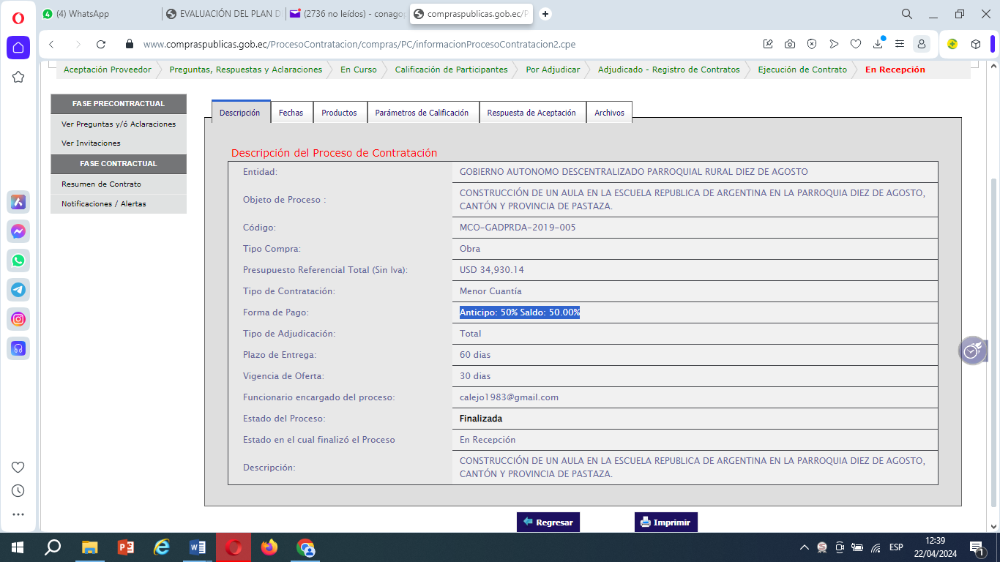 (4) WhatsApp
EVALUACIÓN DEL PLAN D
(2736 no leídos) - conagop
compraspublicas.gob.ec/P
www.compraspublicas.gob.ec/ProcesoContratacion/compras/PC/informacionProcesoContratacion2.cpe
Aceptación Proveedor
Preguntas, Respuestas y Aclaraciones
En Curso
Calificación de Participantes
Por Adjudicar
Adjudicado - Registro de Contratos
Ejecución de Contrato
En Recepción
FASE PRECONTRACTUAL
Ver Preguntas y/ó Aclaraciones
Ver Invitaciones
FASE CONTRACTUAL
Resumen de Contrato
Notificaciones / Alertas
Descripción
Fechas
Productos
Parámetros de Calificación
Respuesta de Aceptación
Archivos
Descripción del Proceso de Contratación
Entidad: GOBIERNO AUTONOMO DESCENTRALIZADO PARROQUIAL RURAL DIEZ DE AGOSTO
Objeto de Proceso : CONSTRUCCIÓN DE UN AULA EN LA ESCUELA REPUBLICA DE ARGENTINA EN LA PARROQUIA DIEZ DE AGOSTO,
CANTÓN Y PROVINCIA DE PASTAZA.
Código: MCO-GADPRDA-2019-005
Tipo Compra: Obra
Presupuesto Referencial Total (Sin Iva): USD 34,930.14
Tipo de Contratación: Menor Cuantía
Forma de Pago: Anticipo: 50% Saldo: 50.00%
Tipo de Adjudicación: Total
Plazo de Entrega: 60 dias
Vigencia de Oferta: 30 dias
Funcionario encargado del proceso: calejo1983@gmail.com
Estado del Proceso: Finalizada
Estado en el cual finalizó el Proceso En Recepción
Descripción: CONSTRUCCIÓN DE UN AULA EN LA ESCUELA REPUBLICA DE ARGENTINA EN LA PARROQUIA DIEZ DE AGOSTO,
CANTÓN Y PROVINCIA DE PASTAZA.
Regresar
Imprimir
ESP
12:39
22/04/2024
1